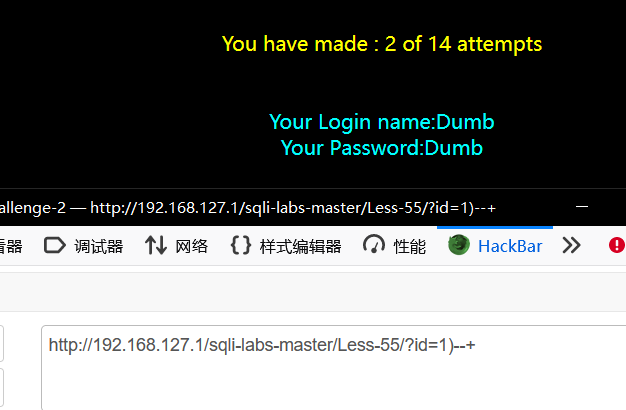 You have made : 2 of 14 attempts
Your Login name:Dumb
Your Password:Dumb
allenge-2 — http://192.168.127.1/sqli-labs-master/Less-55/?id=1)--+
看器 调试器 网络 {} 样式编辑器 性能 HackBar
http://192.168.127.1/sqli-labs-master/Less-55/?id=1)--+